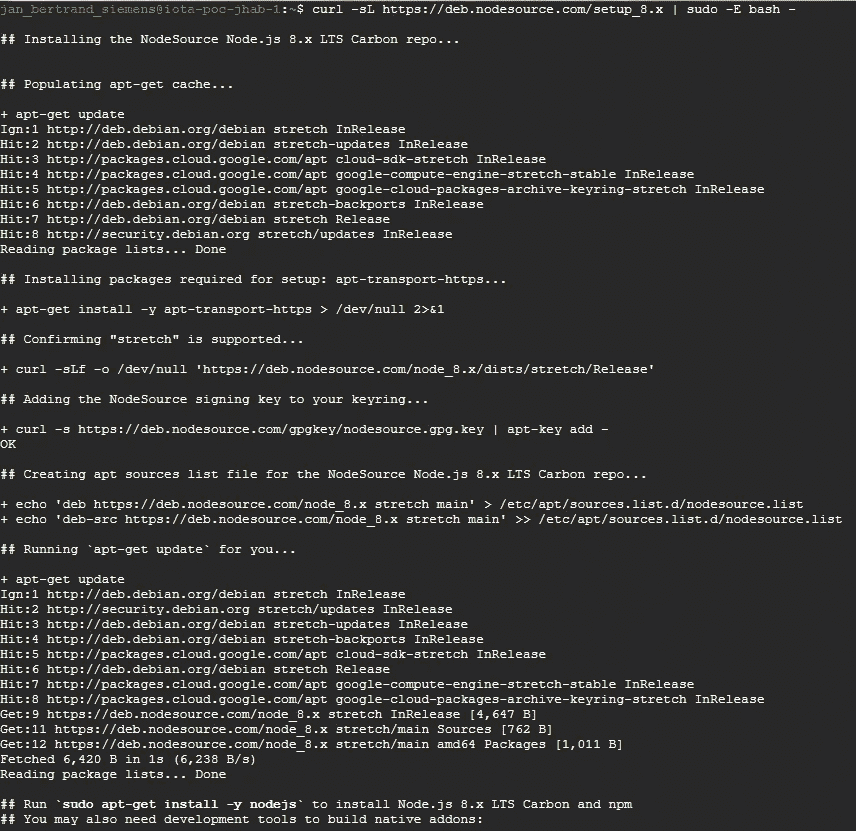 jan_bertrand_siemens@iota-poc-jhab-1:~$ curl -sL https://deb.nodesource.com/setup_8.x | sudo -E bash -
## Installing the NodeSource Node.js 8.x LTS Carbon repo...
## Populating apt-get cache...
+ apt-get update
Ign:1 http://deb.debian.org/debian stretch InRelease
Hit:2 http://deb.debian.org/debian stretch-updates InRelease
Hit:3 http://packages.cloud.google.com/apt cloud-sdk-stretch InRelease
Hit:4 http://packages.cloud.google.com/apt google-compute-engine-stretch-stable InRelease
Hit:5 http://packages.cloud.google.com/apt google-cloud-packages-archive-keyring-stretch InRelease
Hit:6 http://deb.debian.org/debian stretch-backports InRelease
Hit:7 http://deb.debian.org/debian stretch Release
Hit:8 http://security.debian.org stretch/updates InRelease
Reading package lists... Done
## Installing packages required for setup: apt-transport-https...
+ apt-get install -y apt-transport-https > /dev/null 2>&1
## Confirming "stretch" is supported...
+ curl -sLf -o /dev/null 'https://deb.nodesource.com/node_8.x/dists/stretch/Release'
## Adding the NodeSource signing key to your keyring...
+ curl -s https://deb.nodesource.com/gpgkey/nodesource.gpg.key | apt-key add -
OK
## Creating apt sources list file for the NodeSource Node.js 8.x LTS Carbon repo...
+ echo 'deb https://deb.nodesource.com/node_8.x stretch main' > /etc/apt/sources.list.d/nodesource.list
+ echo 'deb-src https://deb.nodesource.com/node_8.x stretch main' >> /etc/apt/sources.list.d/nodesource.list
## Running `apt-get update` for you...
+ apt-get update
Ign:1 http://deb.debian.org/debian stretch InRelease
Hit:2 http://security.debian.org stretch/updates InRelease
Hit:3 http://deb.debian.org/debian stretch-updates InRelease
Hit:4 http://deb.debian.org/debian stretch-backports InRelease
Hit:5 http://packages.cloud.google.com/apt cloud-sdk-stretch InRelease
Hit:6 http://deb.debian.org/debian stretch Release
Hit:7 http://packages.cloud.google.com/apt google-compute-engine-stretch-stable InRelease
Hit:8 http://packages.cloud.google.com/apt google-cloud-packages-archive-keyring-stretch InRelease
Get:9 https://deb.nodesource.com/node_8.x stretch InRelease [4,647 B]
Get:11 https://deb.nodesource.com/node_8.x stretch/main Sources [762 B]
Get:12 https://deb.nodesource.com/node_8.x stretch/main amd64 Packages [1,011 B]
Fetched 6,420 B in 1s (6,238 B/s)
Reading package lists... Done
## Run `sudo apt-get install -y nodejs` to install Node.js 8.x LTS Carbon and npm
## You may also need development tools to build native addons: